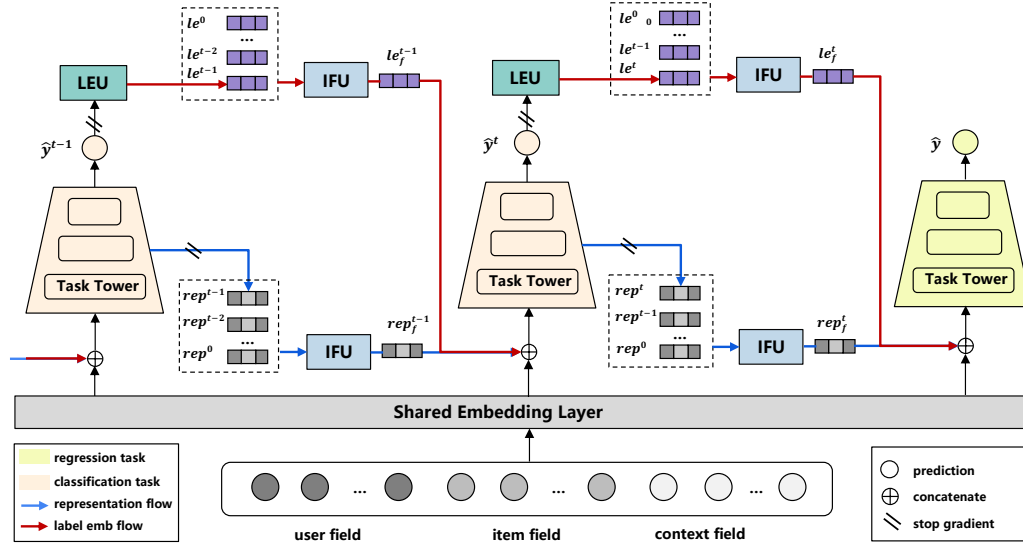 le^0
...
le^{t-2}
le^{t-1}
LEU
IFU
le_f^{t-1}
ŷ^{t-1}
Task Tower
rep^{t-1}
rep^{t-2}
...
rep^0
IFU
rep_f^{t-1}
le^0 0
...
le^{t-1}
le^t
LEU
IFU
le_f^t
ŷ^t
Task Tower
rep^t
rep^{t-1}
...
rep^0
IFU
rep_f^t
ŷ
Task Tower
Shared Embedding Layer
regression task
classification task
representation flow
label emb flow
... ... ...
user field item field context field
prediction
concatenate
stop gradient